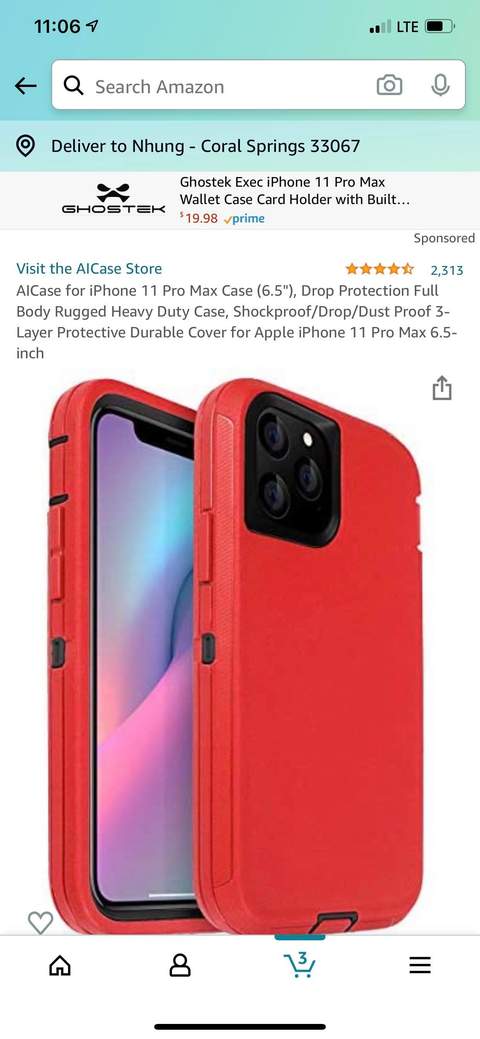 11:06
LTE
Search Amazon
Deliver to Nhung - Coral Springs 33067
GHOSTEK
Ghostek Exec iPhone 11 Pro Max
Wallet Case Card Holder with Built...
$19.98 prime
Sponsored
Visit the AICase Store
2,313
AICase for iPhone 11 Pro Max Case (6.5"), Drop Protection Full
Body Rugged Heavy Duty Case, Shockproof/Drop/Dust Proof 3-
Layer Protective Durable Cover for Apple iPhone 11 Pro Max 6.5-
inch
3